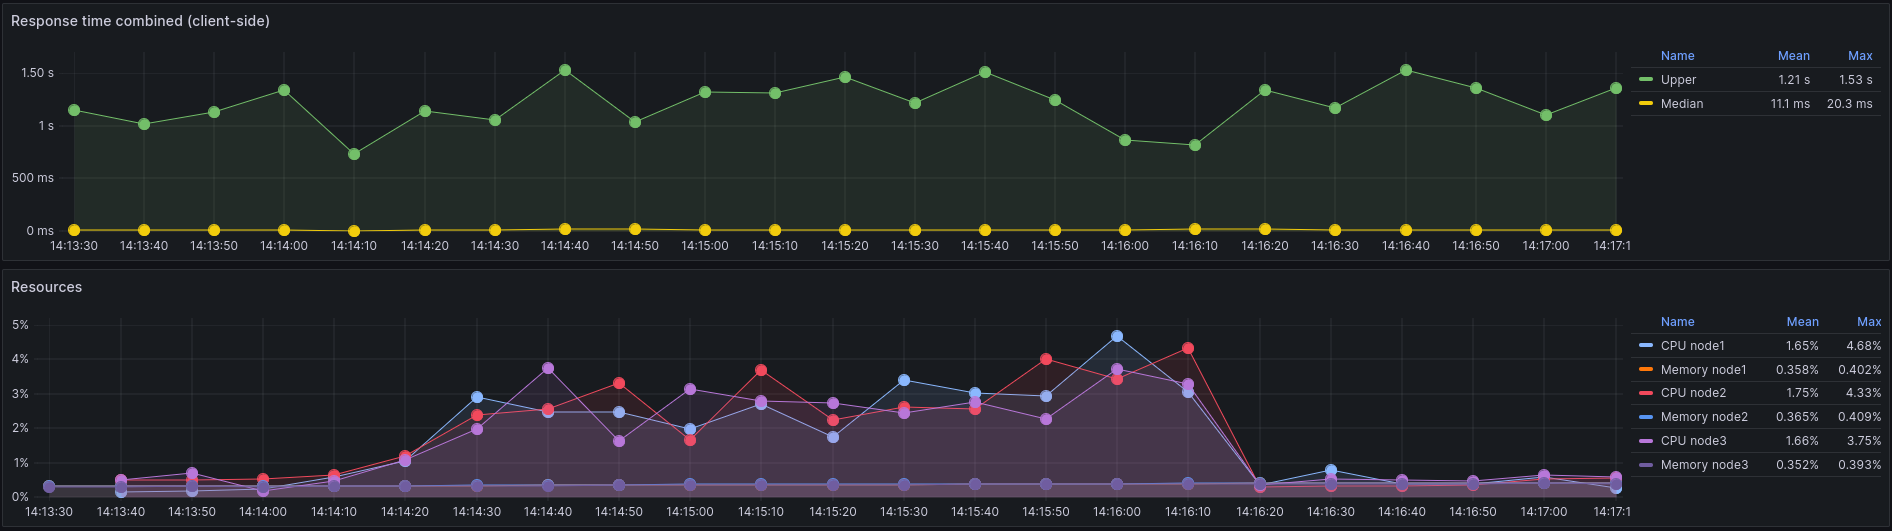 Response time combined (client-side)
Name Mean Max
1.50 s
Upper 1.21 s 1.53 s
Median 11.1 ms 20.3 ms
1 s
500 ms
0 ms
14:13:30 14:13:40 14:13:50 14:14:00 14:14:10 14:14:20 14:14:30 14:14:40 14:14:50 14:15:00 14:15:10 14:15:20 14:15:30 14:15:40 14:15:50 14:16:00 14:16:10 14:16:20 14:16:30 14:16:40 14:16:50 14:17:00 14:17:1
Resources
Name Mean Max
5%
CPU node1 1.65% 4.68%
4%
Memory node1 0.358% 0.402%
CPU node2 1.75% 4.33%
3%
Memory node2 0.365% 0.409%
2%
CPU node3 1.66% 3.75%
1%
Memory node3 0.352% 0.393%
0%
14:13:30 14:13:40 14:13:50 14:14:00 14:14:10 14:14:20 14:14:30 14:14:40 14:14:50 14:15:00 14:15:10 14:15:20 14:15:30 14:15:40 14:15:50 14:16:00 14:16:10 14:16:20 14:16:30 14:16:40 14:16:50 14:17:00 14:17:1